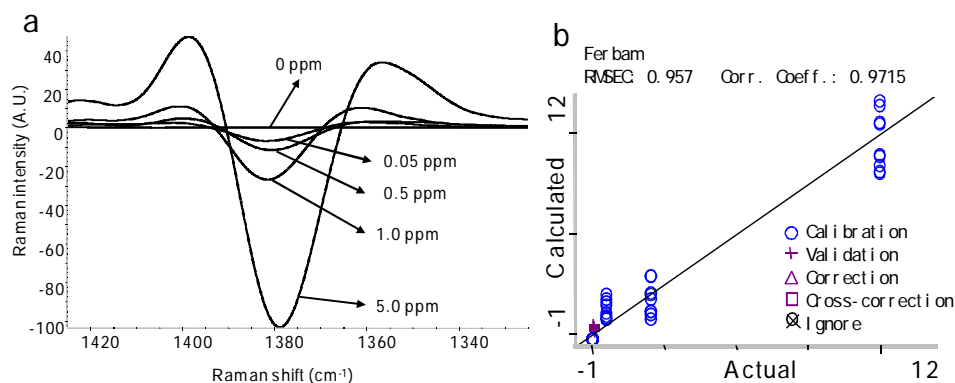 a
40
20
0
-20
-40
-60
-80
-100
Raman intensity (A.U.)
0 ppm
0.05 ppm
0.5 ppm
1.0 ppm
5.0 ppm
1420
1400
1380
1360
1340
Raman shift (cm-1)
b
Ferbam
RMSEC: 0.957 Corr. Coeff.: 0.9715
12
Calculated
-1
Calibration
Validation
Correction
Cross-correction
Ignore
-1
Actual
12